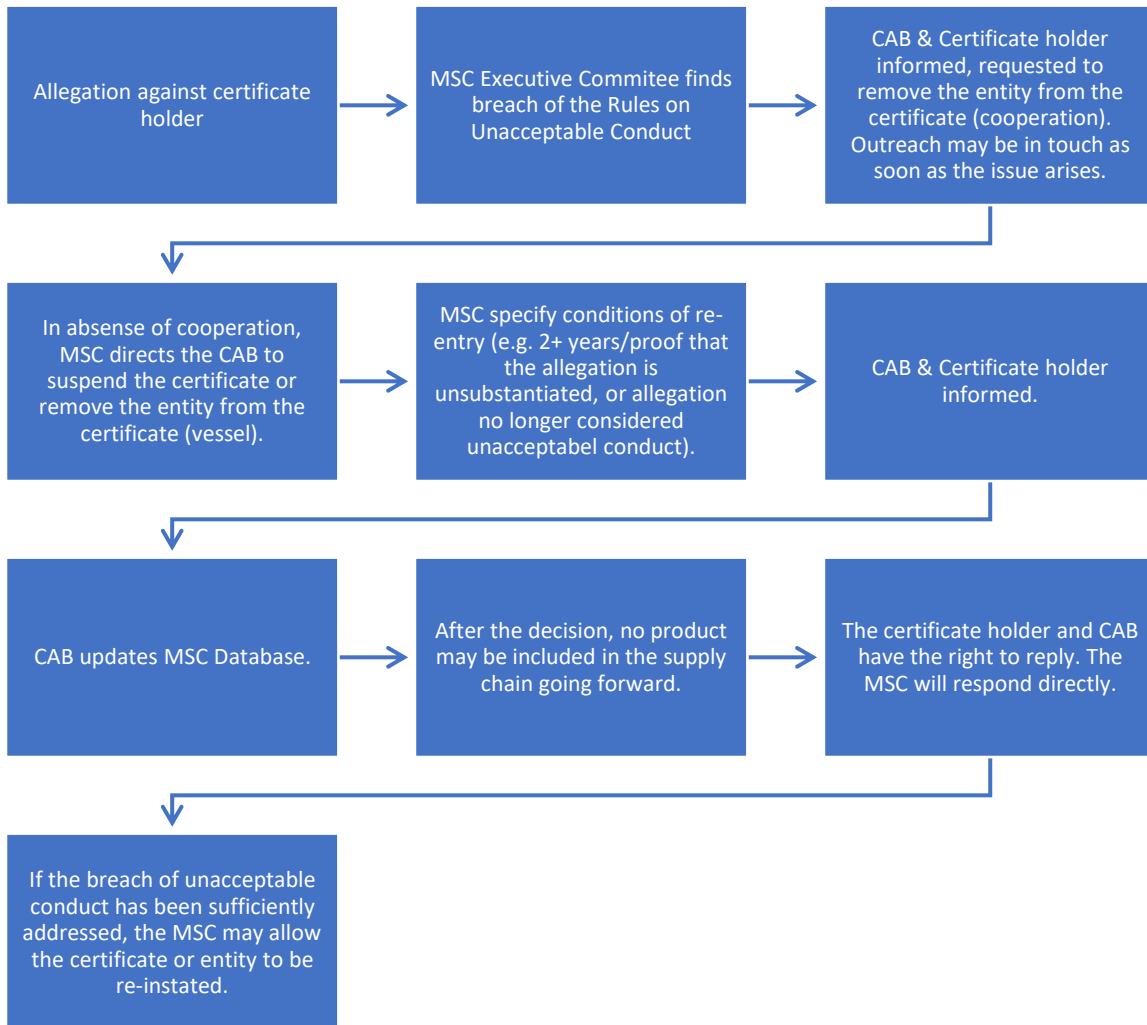 Allegation against certificate
holder
MSC Executive Commitee finds
breach of the Rules on
Unacceptable Conduct
CAB & Certificate holder
informed, requested to
remove the entity from the
certificate (cooperation).
Outreach may be in touch as
soon as the issue arises.
In absense of cooperation,
MSC directs the CAB to
suspend the certificate or
remove the entity from the
certificate (vessel).
MSC specify conditions of re-
entry (e.g. 2+ years/proof that
the allegation is
unsubstantiated, or allegation
no longer considered
unacceptabel conduct).
CAB & Certificate holder
informed.
CAB updates MSC Database.
After the decision, no product
may be included in the supply
chain going forward.
The certificate holder and CAB
have the right to reply. The
MSC will respond directly.
If the breach of unacceptable
conduct has been sufficiently
addressed, the MSC may allow
the certificate or entity to be
re-instated.